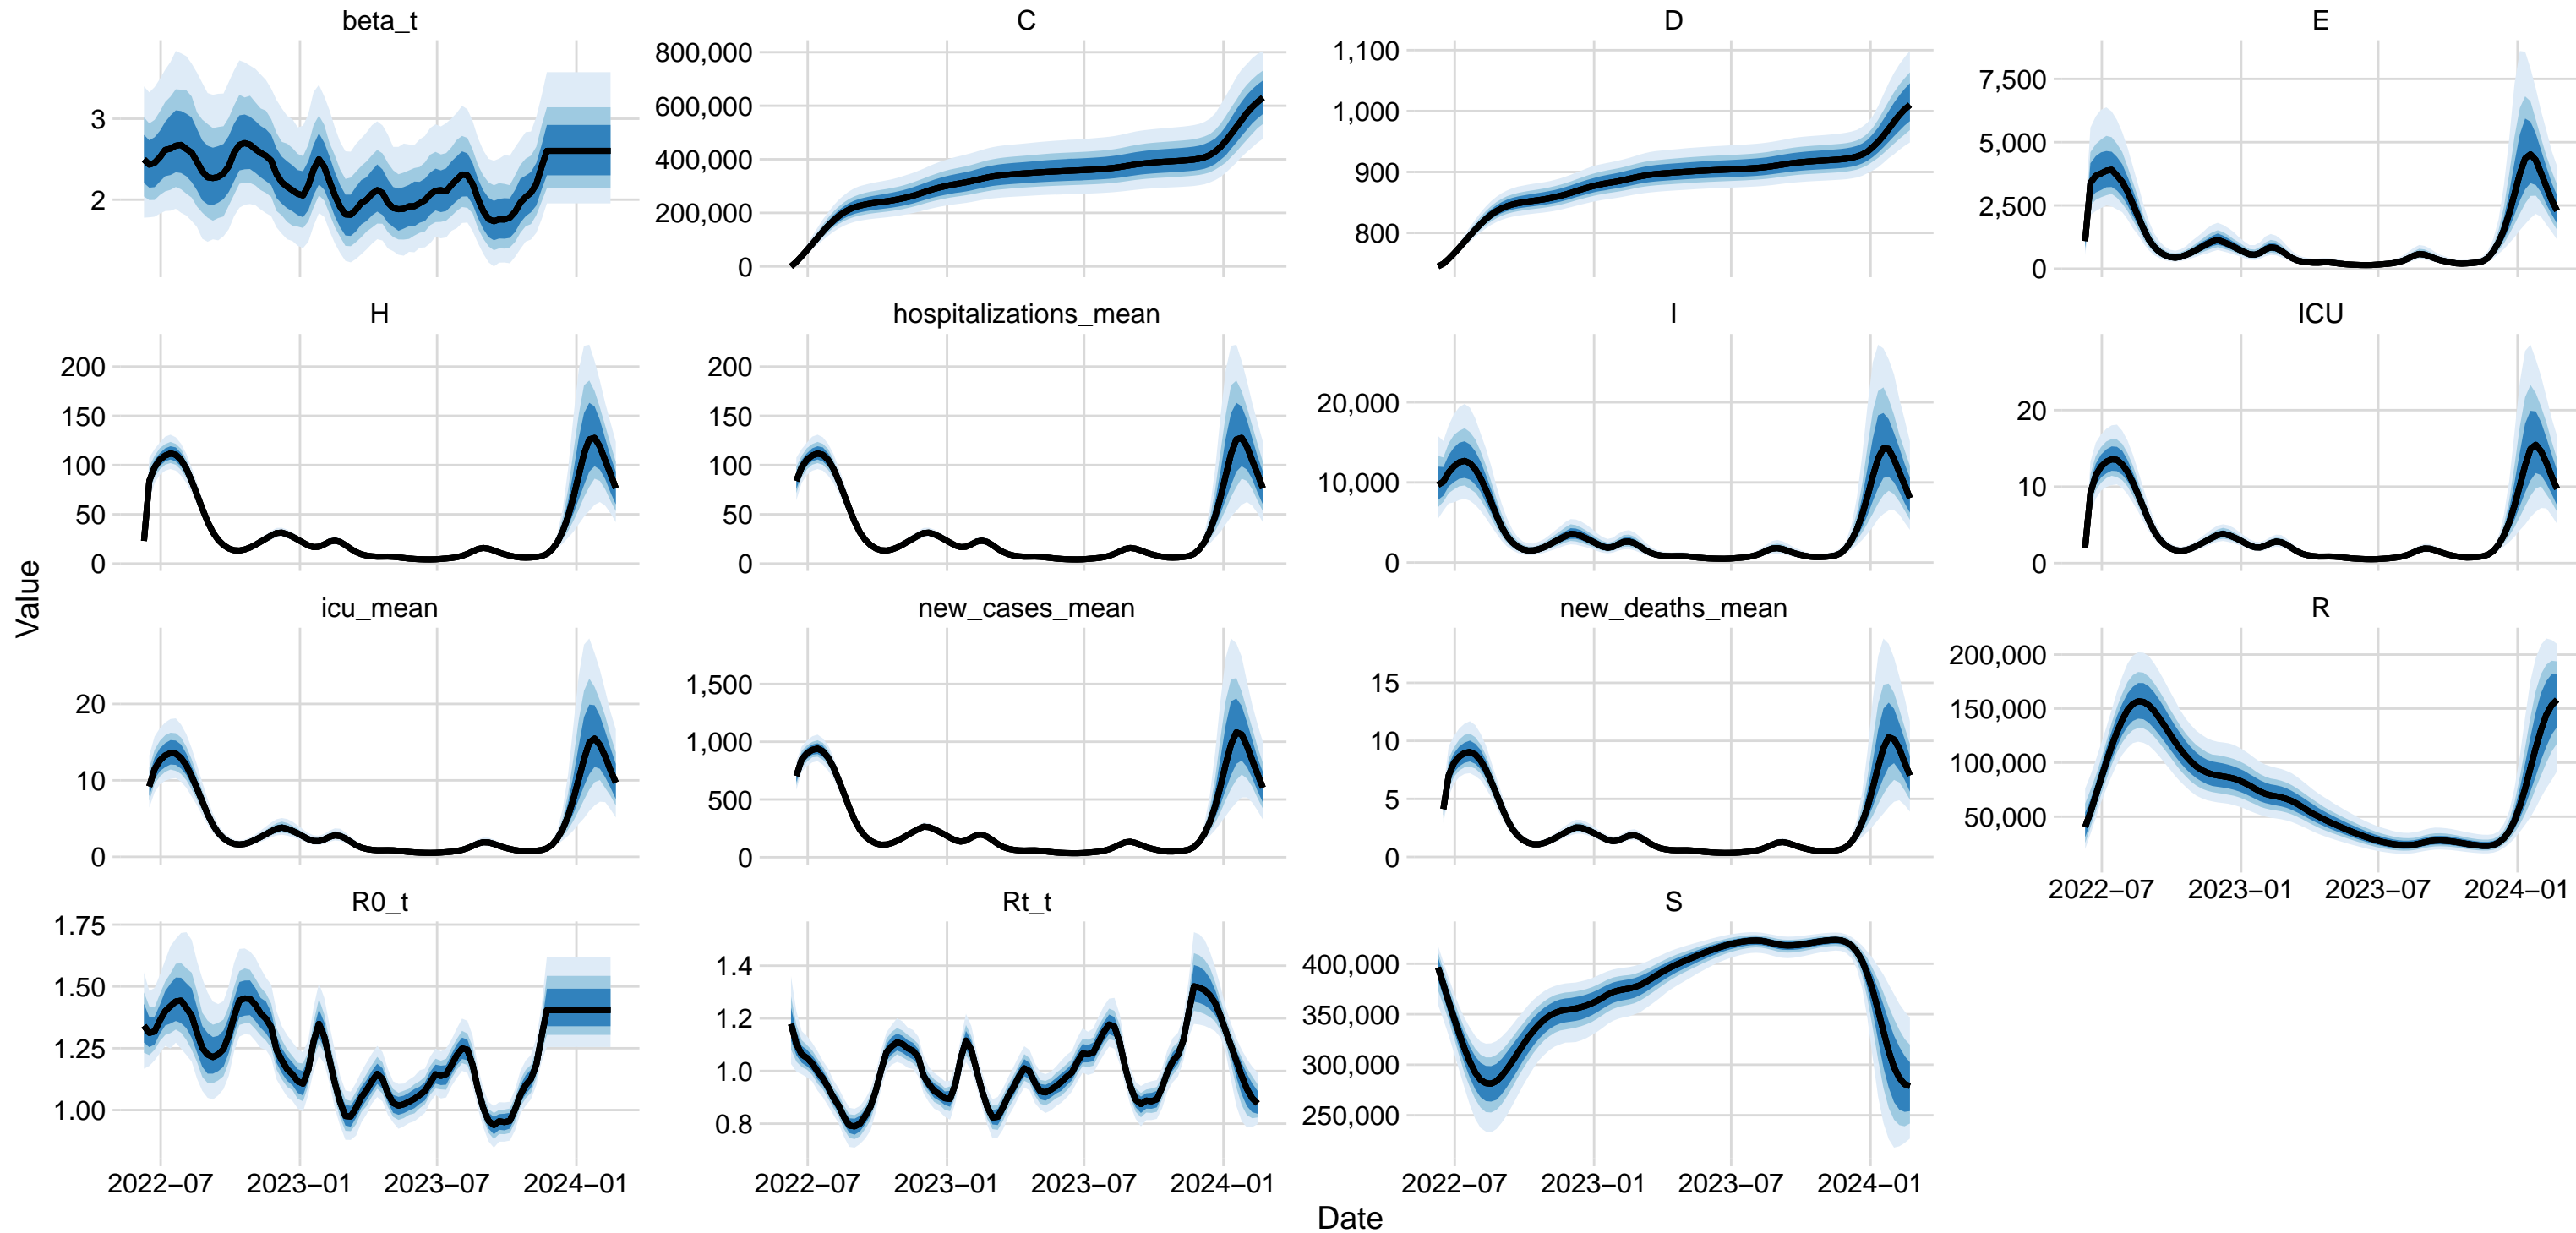 beta_t
C
D
E
3
2
800,000
600,000
400,000
200,000
0
1,100
1,000
900
800
7,500
5,000
2,500
0
H
hospitalizations_mean
I
ICU
200
150
100
50
0
200
150
100
50
0
20,000
10,000
0
20
10
0
Value
icu_mean
new_cases_mean
new_deaths_mean
R
20
10
0
1,500
1,000
500
0
15
10
5
0
200,000
150,000
100,000
50,000
2022−07 2023−01 2023−07 2024−01
R0_t
Rt_t
S
1.75
1.50
1.25
1.00
1.4
1.2
1.0
0.8
400,000
350,000
300,000
250,000
2022−07 2023−01 2023−07 2024−01
2022−07 2023−01 2023−07 2024−01
2022−07 2023−01 2023−07 2024−01
Date